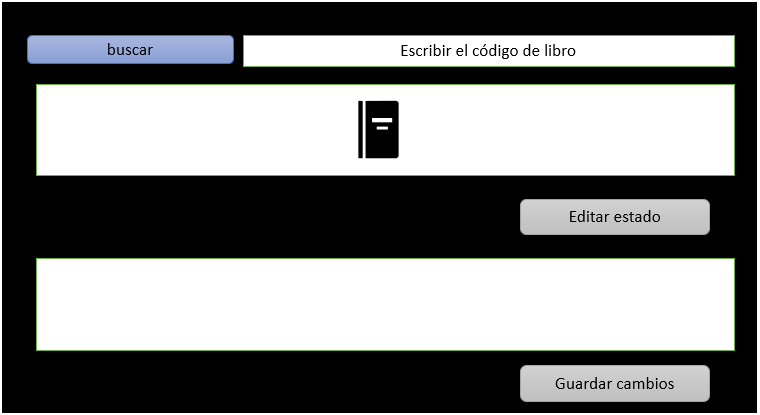 buscar
Escribir el código de libro
Editar estado
Guardar cambios